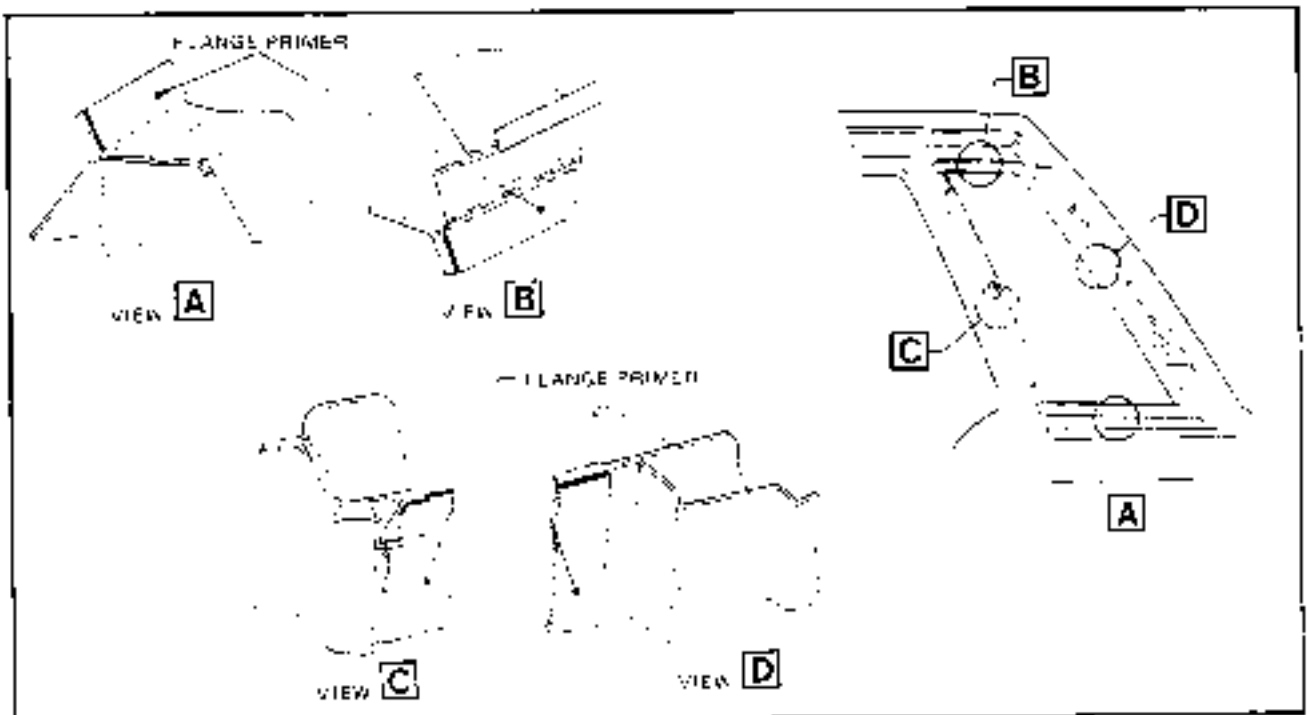 FLANGE PRIMER
B
D
VIEW A
VIEW B
C
FLANGE PRIMER
A
VIEW C
VIEW D